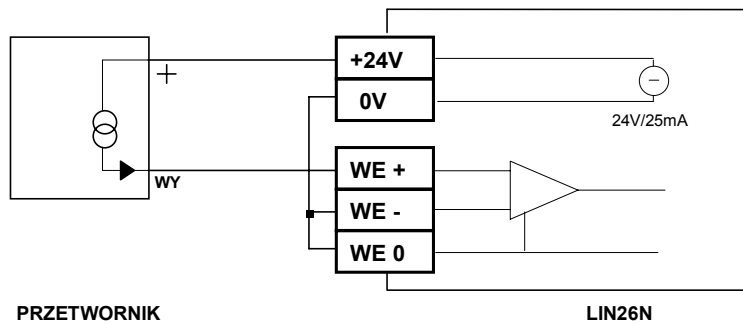 +24V
+
0V
24V/25mA
WE +
WY
WE -
WE 0
PRZETWORNIK
LIN26N